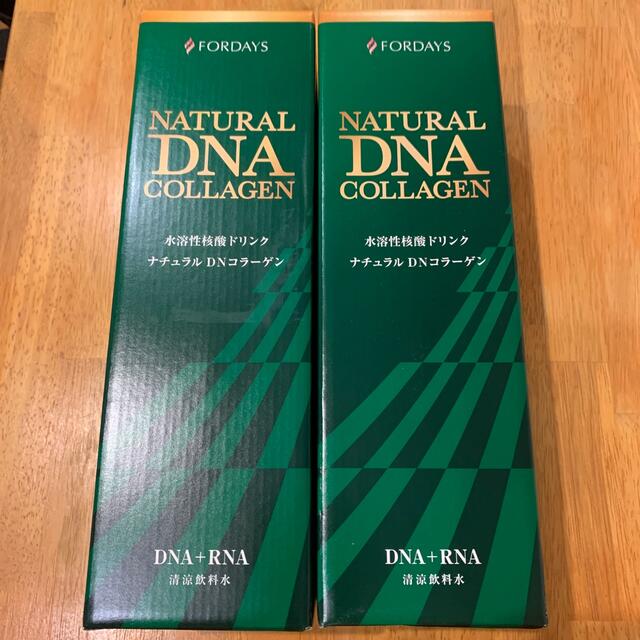 FORDAYS
NATURAL
DNA
COLLAGEN
水溶性核酸ドリンク
ナチュラル DNコラーゲン
DNA+RNA
清涼飲料水
FORDAYS
NATURAL
DNA
COLLAGEN
水溶性核酸ドリンク
ナチュラル DNコラーゲン
DNA+RNA
清涼飲料水